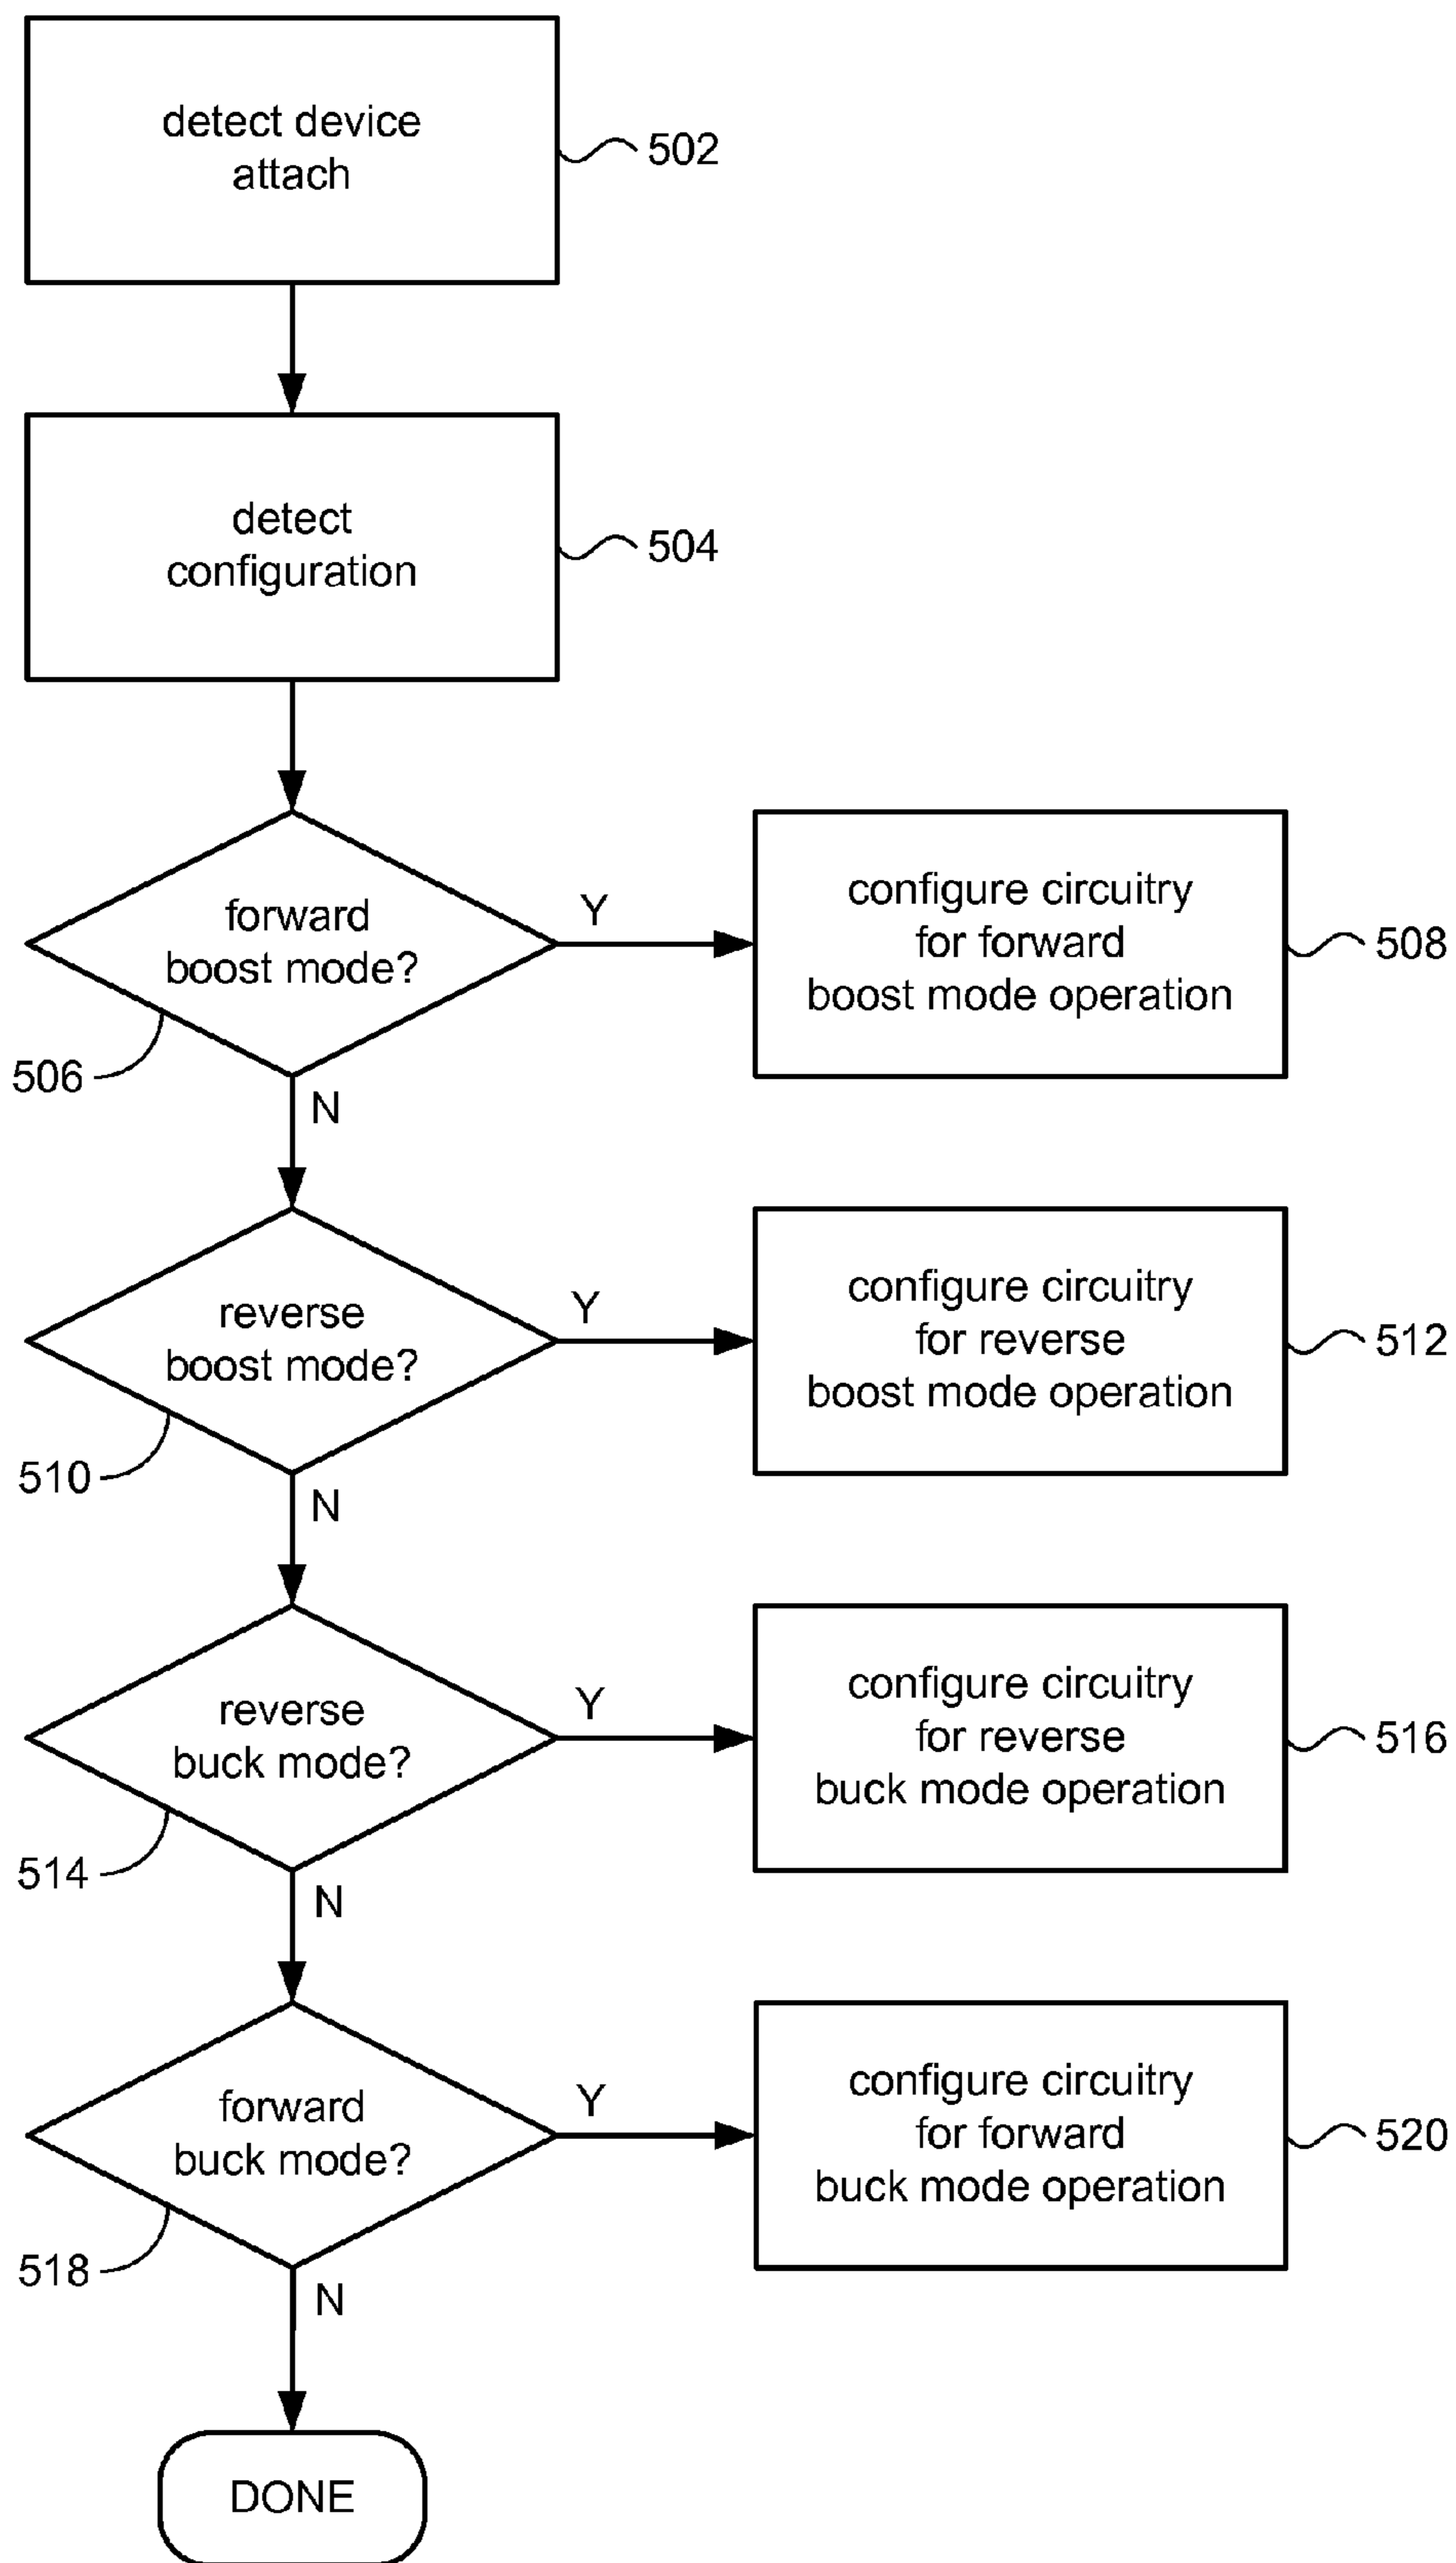 detect device
attach
502
detect
configuration
504
forward
boost mode?
506
Y
N
configure circuitry
for forward
boost mode operation
508
reverse
boost mode?
510
Y
N
configure circuitry
for reverse
boost mode operation
512
reverse
buck mode?
514
Y
N
configure circuitry
for reverse
buck mode operation
516
forward
buck mode?
518
Y
N
configure circuitry
for forward
buck mode operation
520
DONE